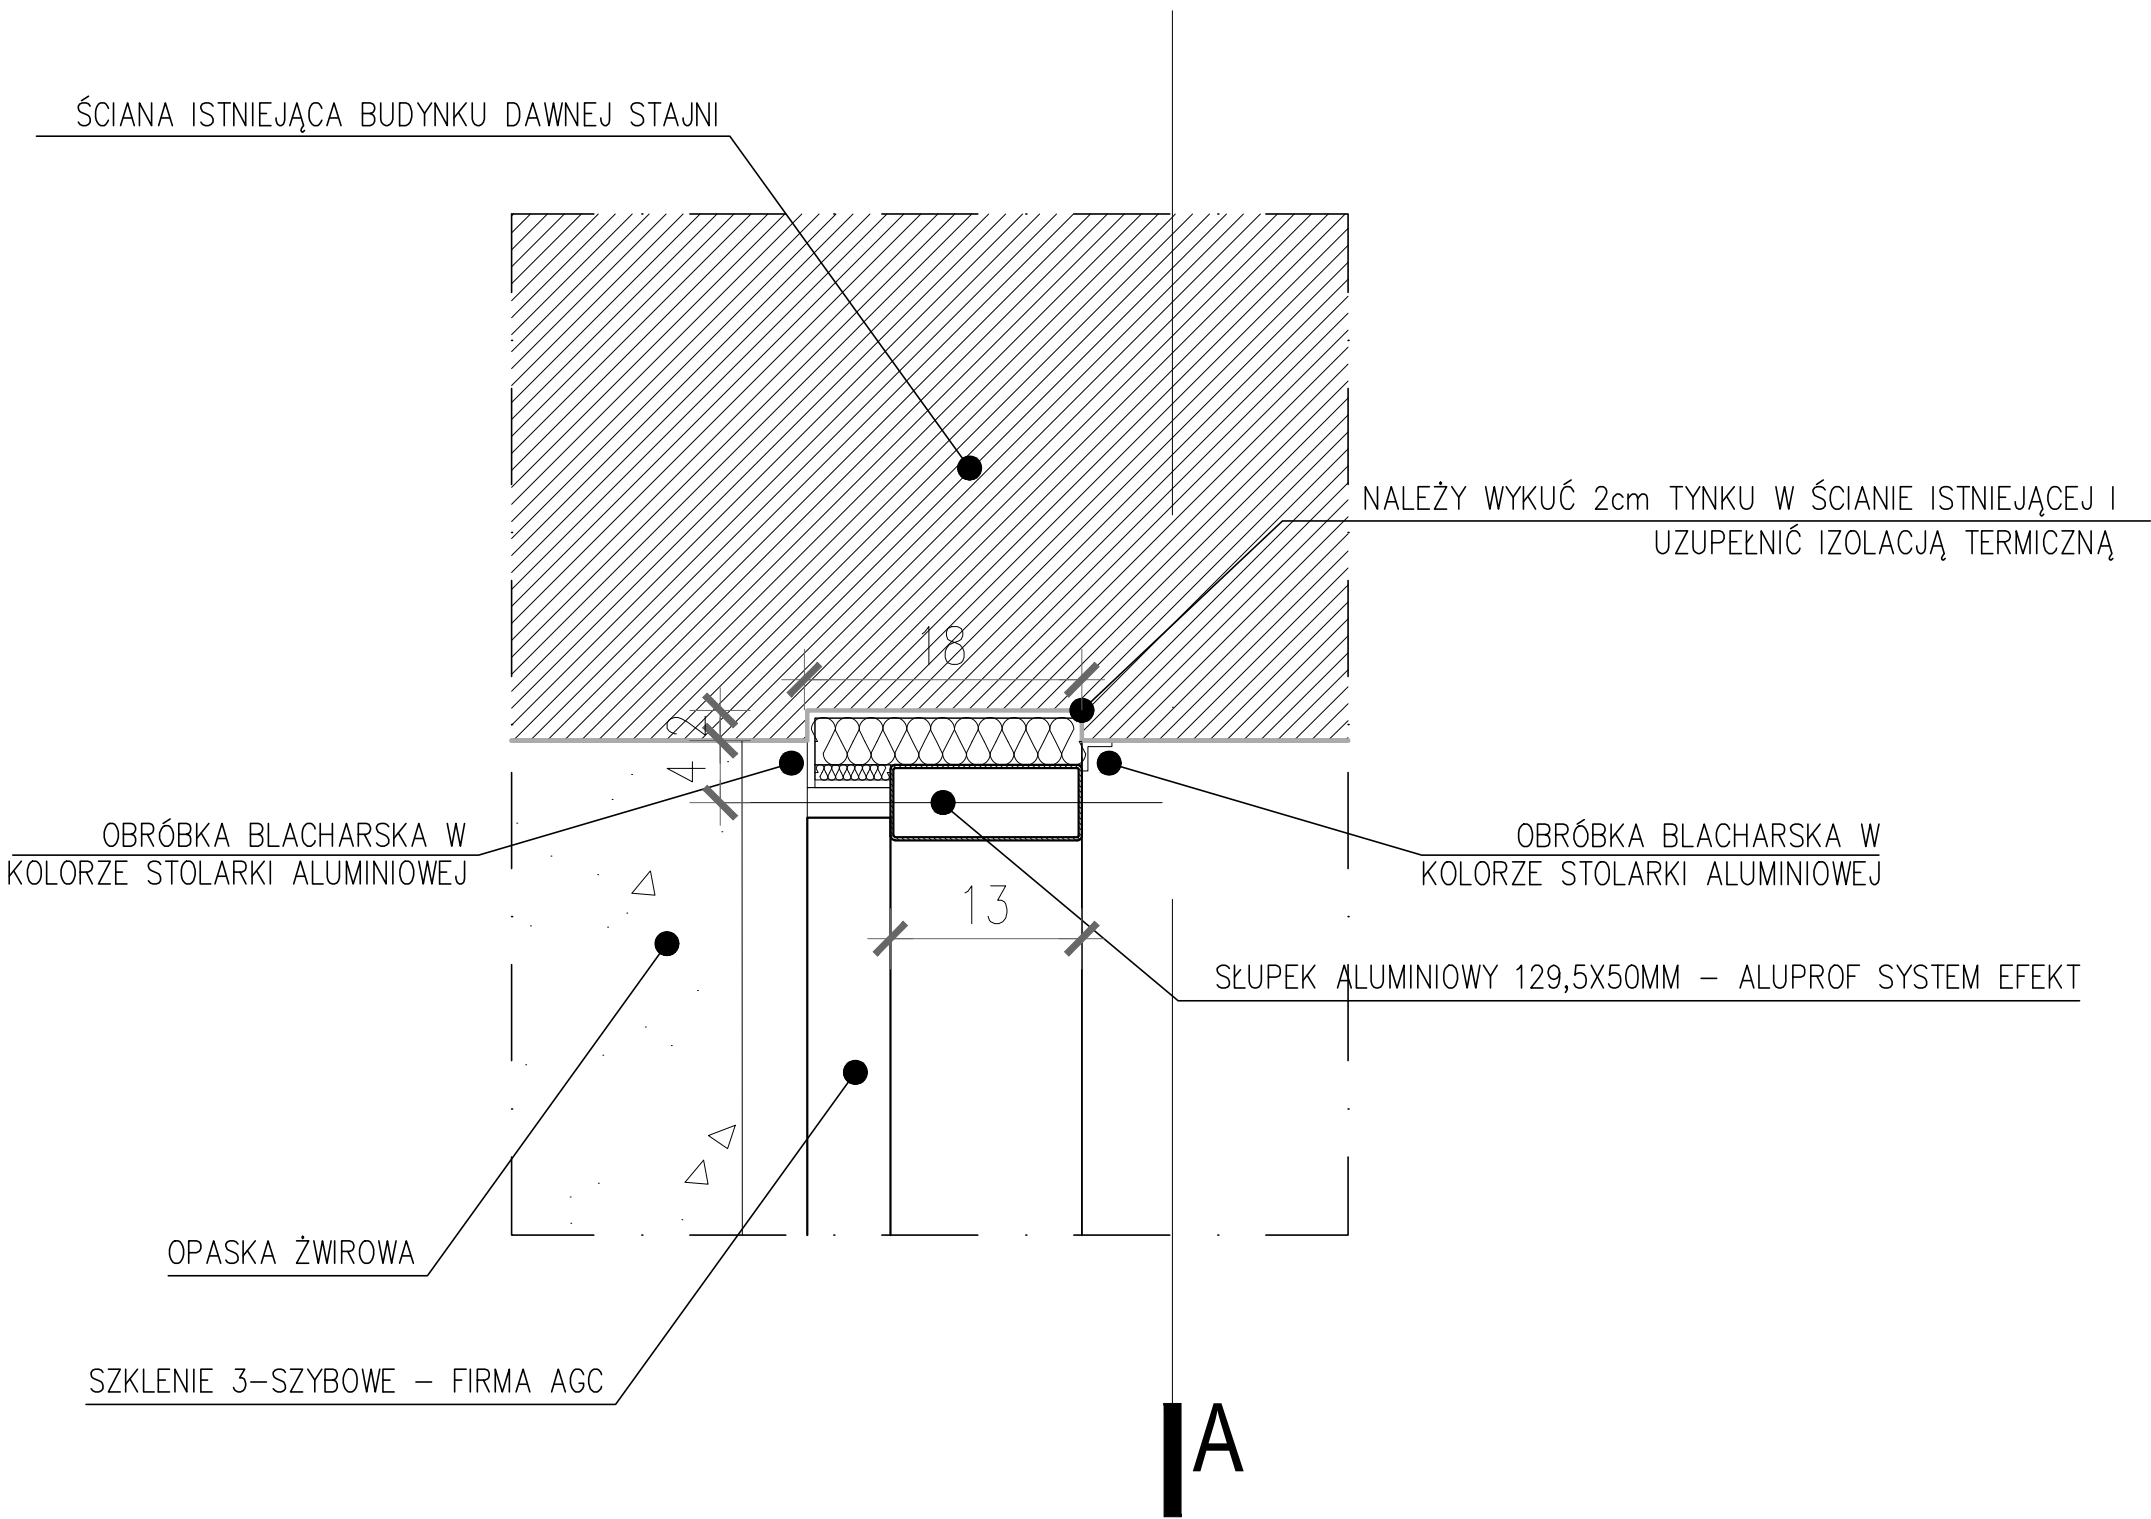 ŚCIANA ISTNIEJĄCA BUDYNKU DAWNEJ STAJNI
NALEŻY WYKUĆ 2cm TYNKU W ŚCIANIE ISTNIEJĄCEJ I
UZUPEŁNIĆ IZOLACJĄ TERMICZNĄ
18
2
4
OBRÓBKA BLACHARSKA W
KOLORZE STOLARKI ALUMINIOWEJ
OBRÓBKA BLACHARSKA W
KOLORZE STOLARKI ALUMINIOWEJ
13
SŁUPEK ALUMINIOWY 129,5X50MM – ALUPROF SYSTEM EFEKT
OPASKA ŻWIROWA
SZKLENIE 3–SZYBOWE – FIRMA AGC
A